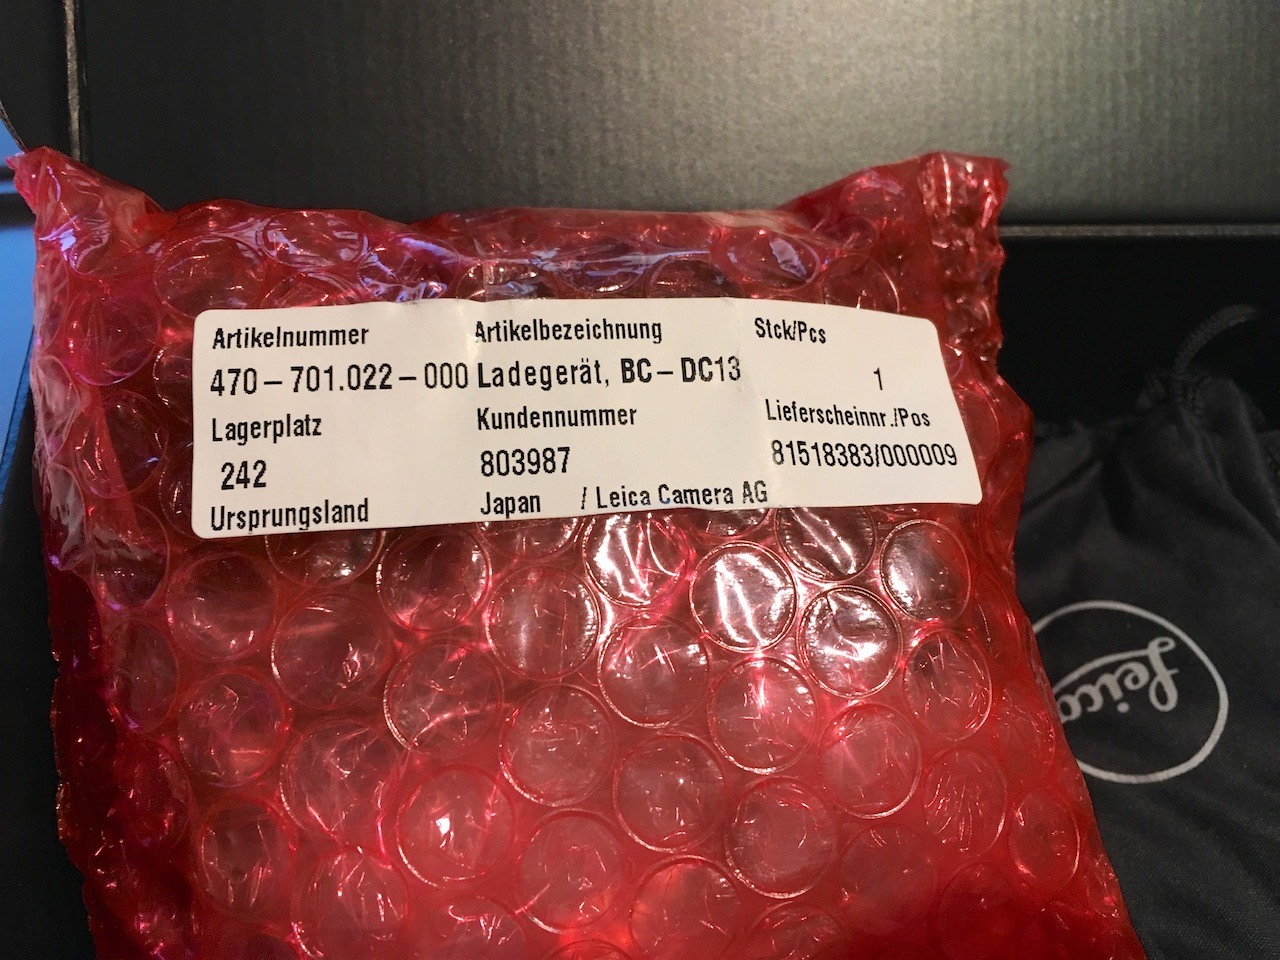 Artikelnummer Artikelbezeichnung Stck/Pcs
470-701.022-000 Ladegerät, BC-DC13 1
Lagerplatz Kundennummer Lieferscheinnr./Pos
242 803987 81518383/000009
Ursprungsland Japan / Leica Camera AG
Leica